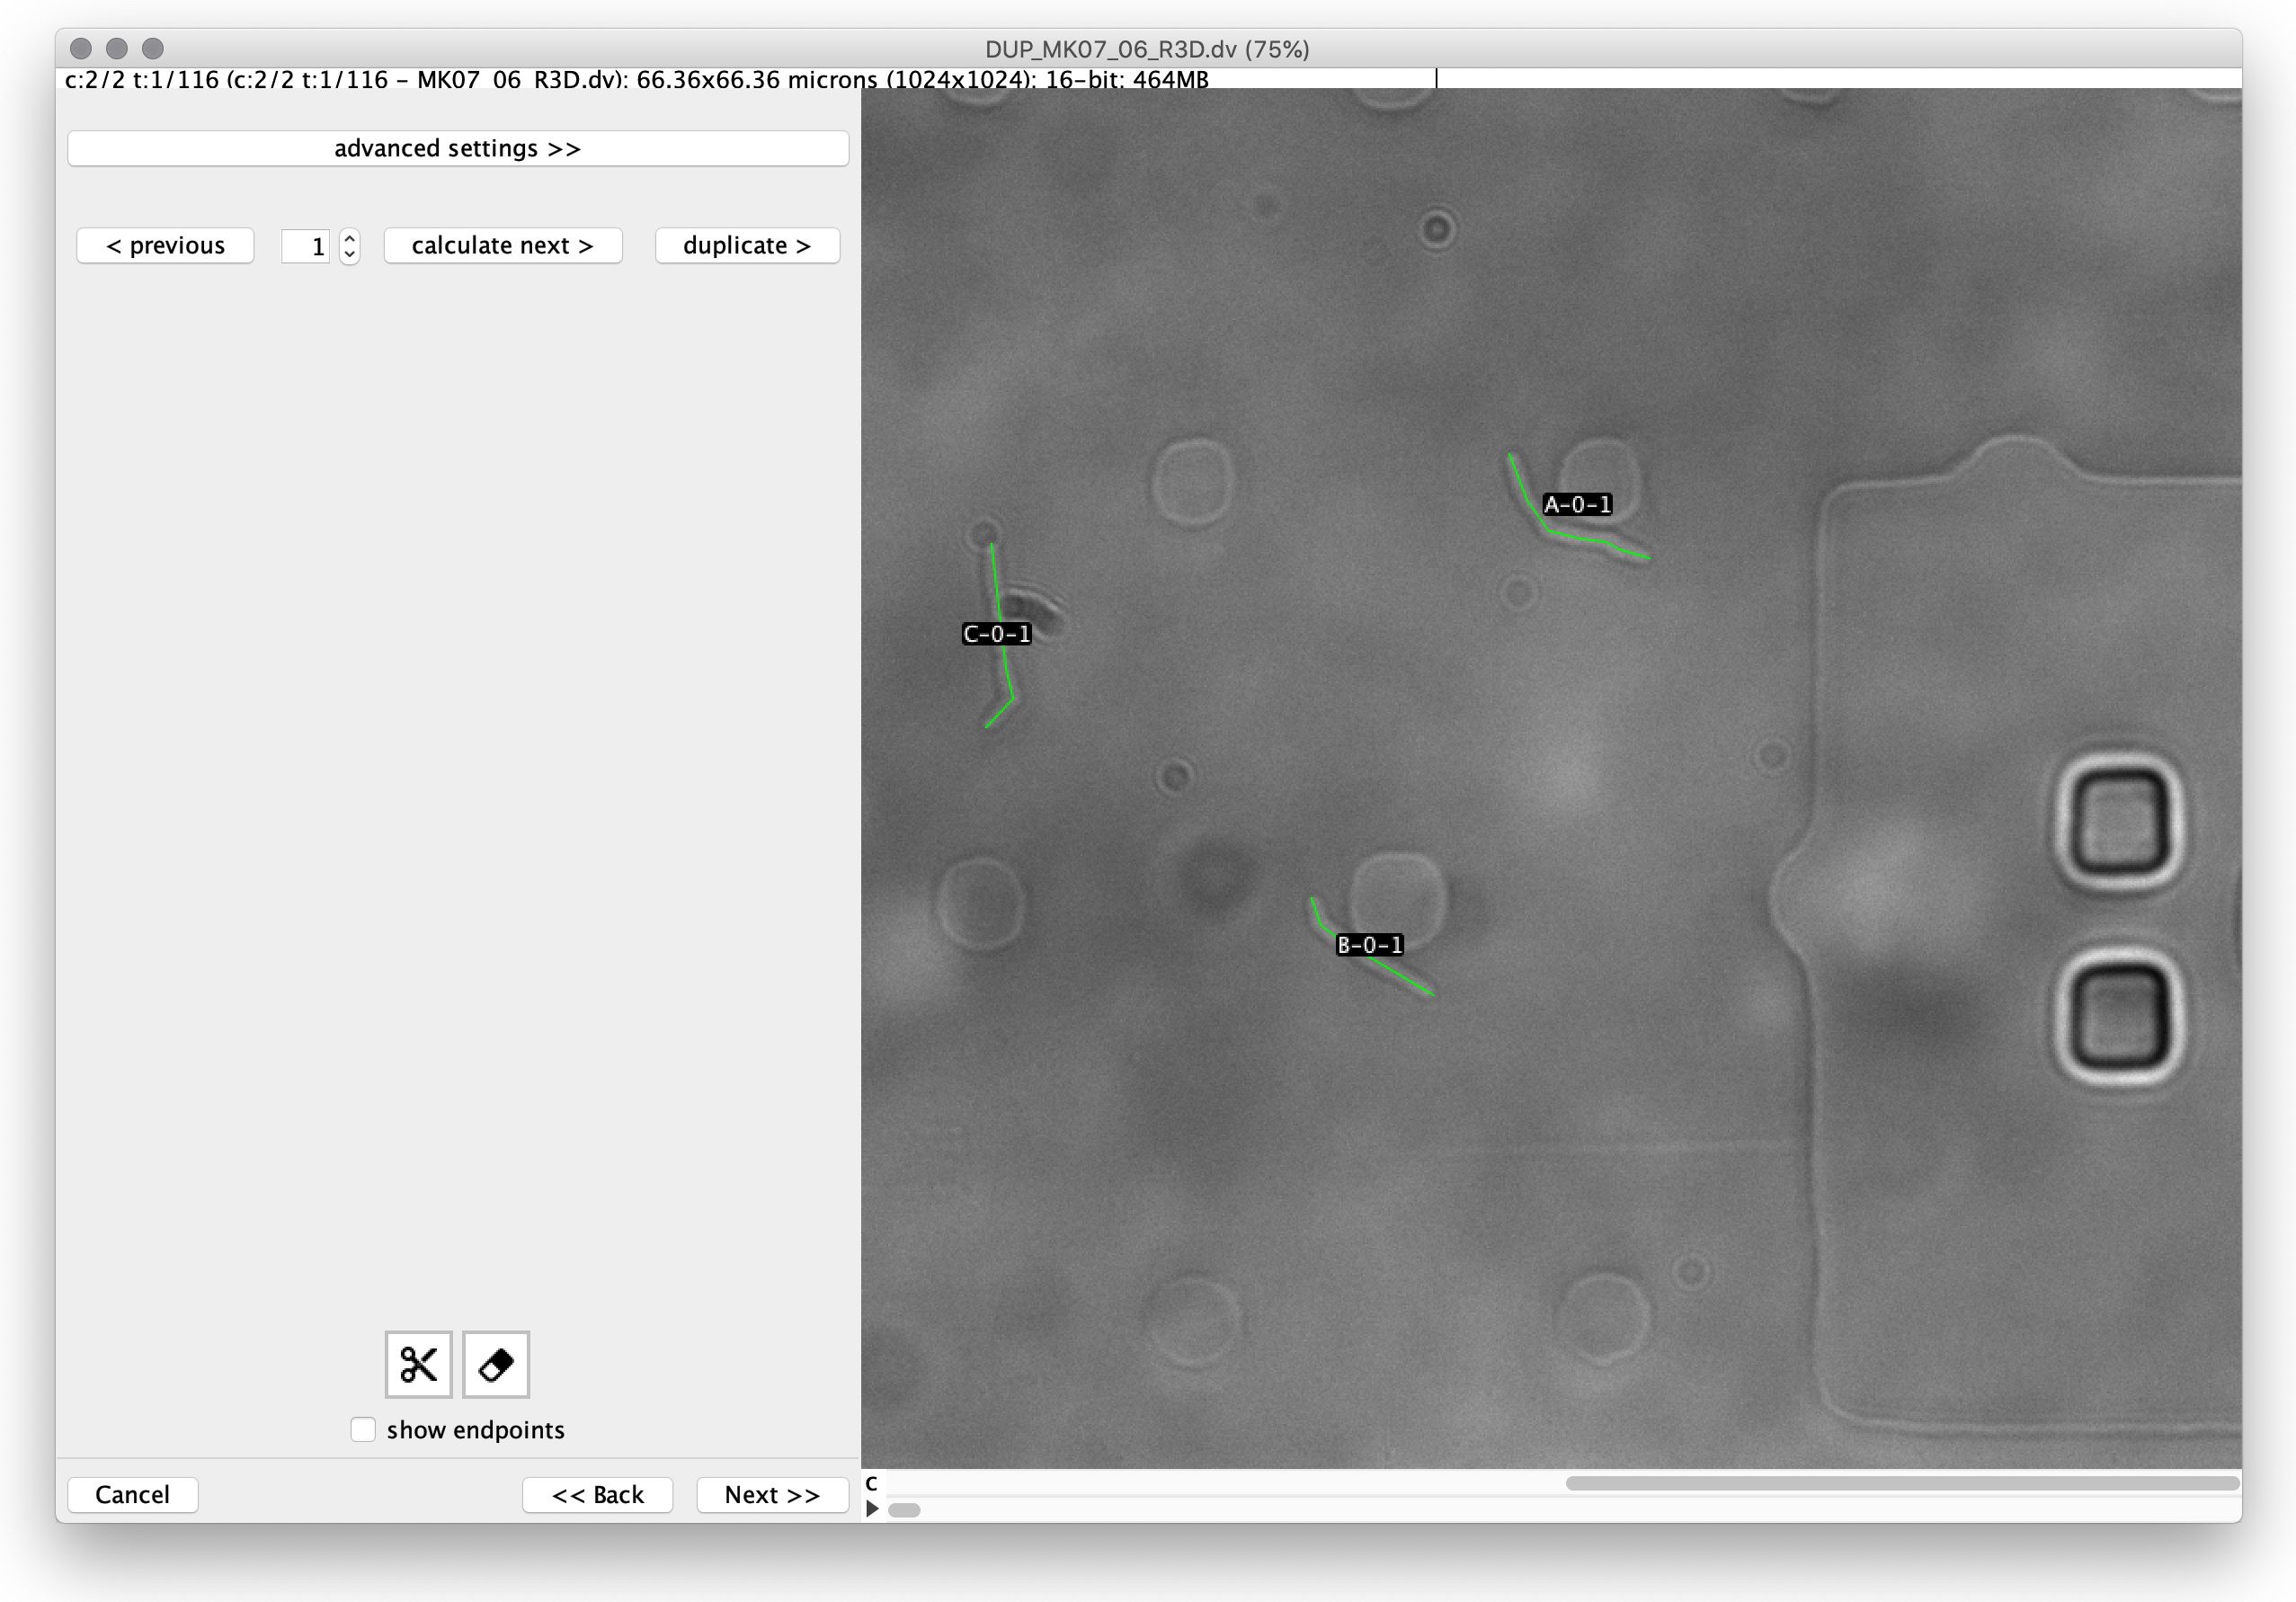 DUP_MK07_06_R3D.dv (75%)
c:2/2 t:1/116 (c:2/2 t:1/116 - MK07_06_R3D.dv): 66.36x66.36 microns (1024x1024); 16-bit; 464MB
advanced settings >>
< previous 1 calculate next > duplicate >
A-0-1
C-0-1
B-0-1
show endpoints
Cancel << Back Next >> c